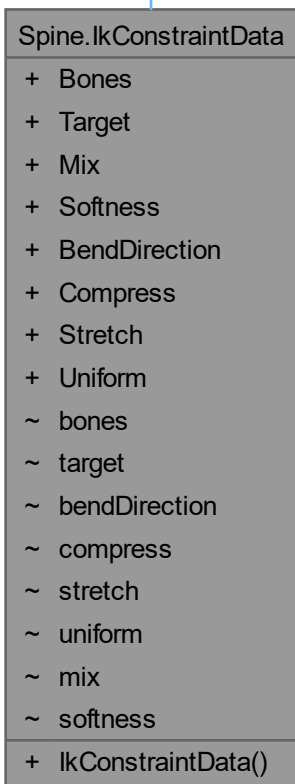 Spine.IkConstraintData
+ Bones
+ Target
+ Mix
+ Softness
+ BendDirection
+ Compress
+ Stretch
+ Uniform
~ bones
~ target
~ bendDirection
~ compress
~ stretch
~ uniform
~ mix
~ softness
+ IkConstraintData()